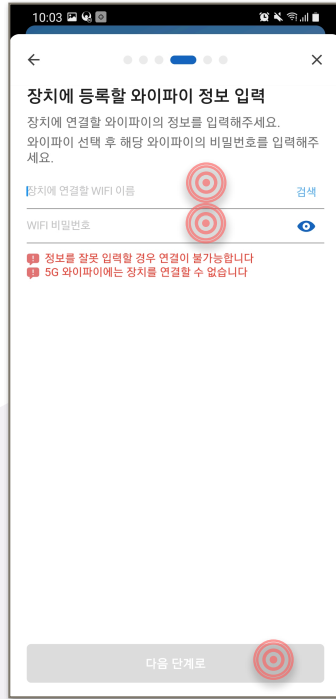 10:03
장치에 등록할 와이파이 정보 입력
장치에 연결할 와이파이의 정보를 입력해주세요.
와이파이 선택 후 해당 와이파이의 비밀번호를 입력해주
세요.
장치에 연결할 WIFI 이름 검색
WIFI 비밀번호
정보를 잘못 입력할 경우 연결이 불가능합니다
5G 와이파이에는 장치를 연결할 수 없습니다
다음 단계로